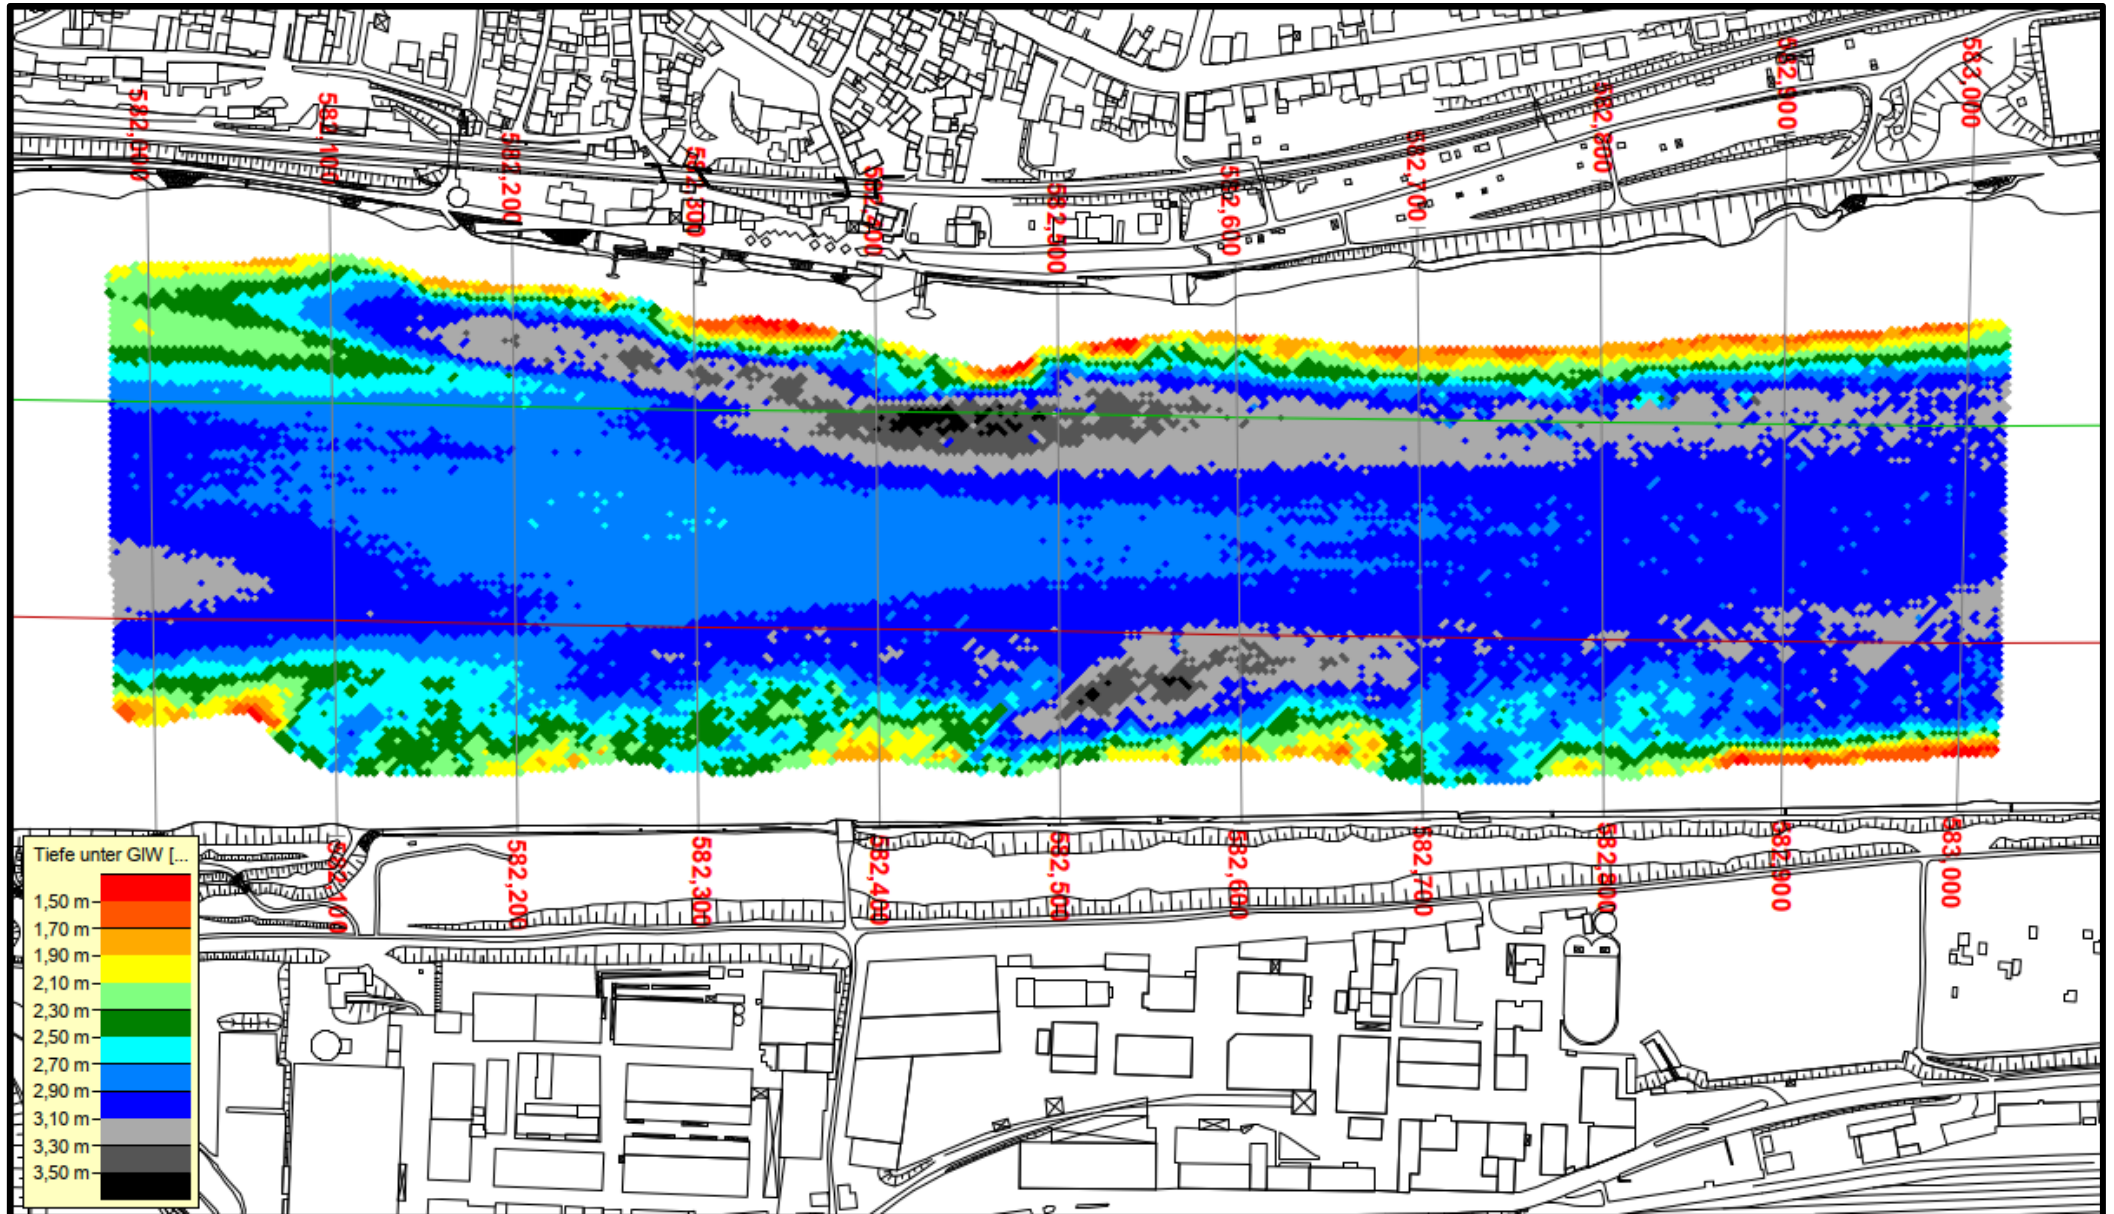 582,000
582,100
582,200
582,300
582,400
582,500
582,600
582,700
582,800
582,900
583,000
582,100
582,200
582,300
582,400
582,500
582,600
582,700
582,800
582,900
583,000
Tiefe unter GlW [...
1,50 m
1,70 m
1,90 m
2,10 m
2,30 m
2,50 m
2,70 m
2,90 m
3,10 m
3,30 m
3,50 m